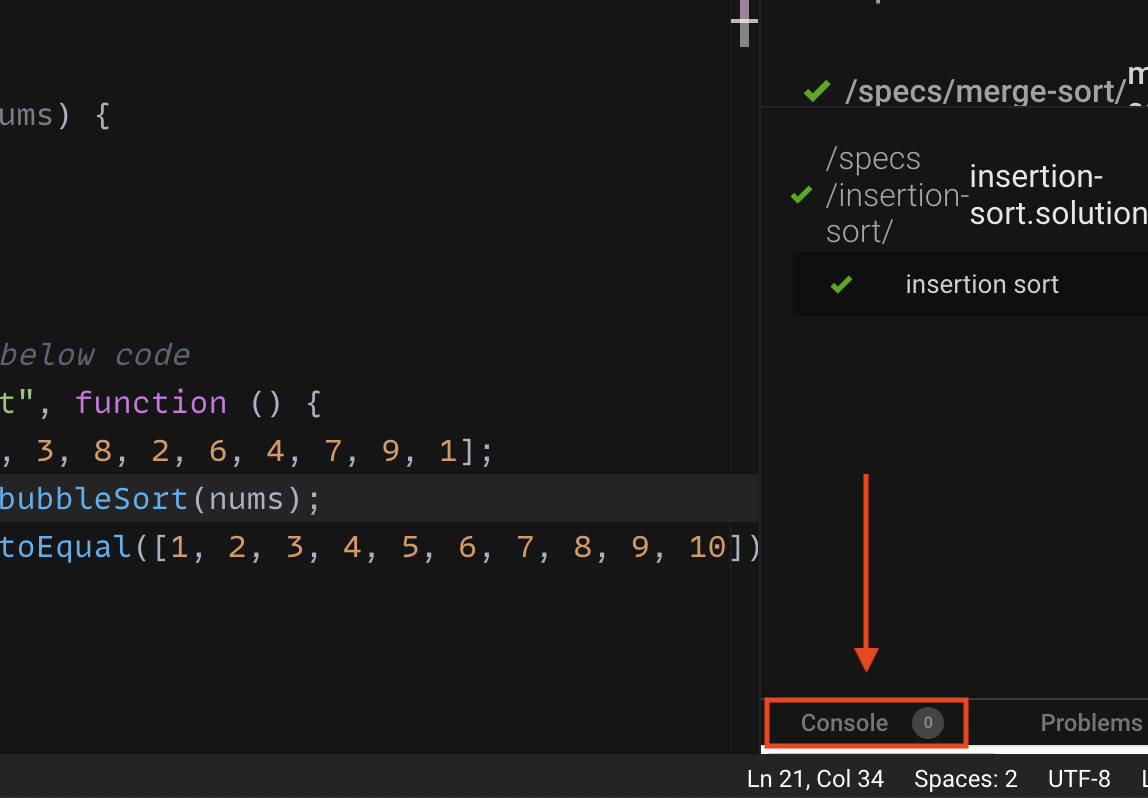 ums) {
below code
t", function () {
, 3, 8, 2, 6, 4, 7, 9, 1];
bubbleSort(nums);
toEqual([1, 2, 3, 4, 5, 6, 7, 8, 9, 10])
/specs/merge-sort/
/specs
/insertion-
sort/
insertion-
sort.solution
insertion sort
Console 0
Problems
Ln 21, Col 34 Spaces: 2 UTF-8 L